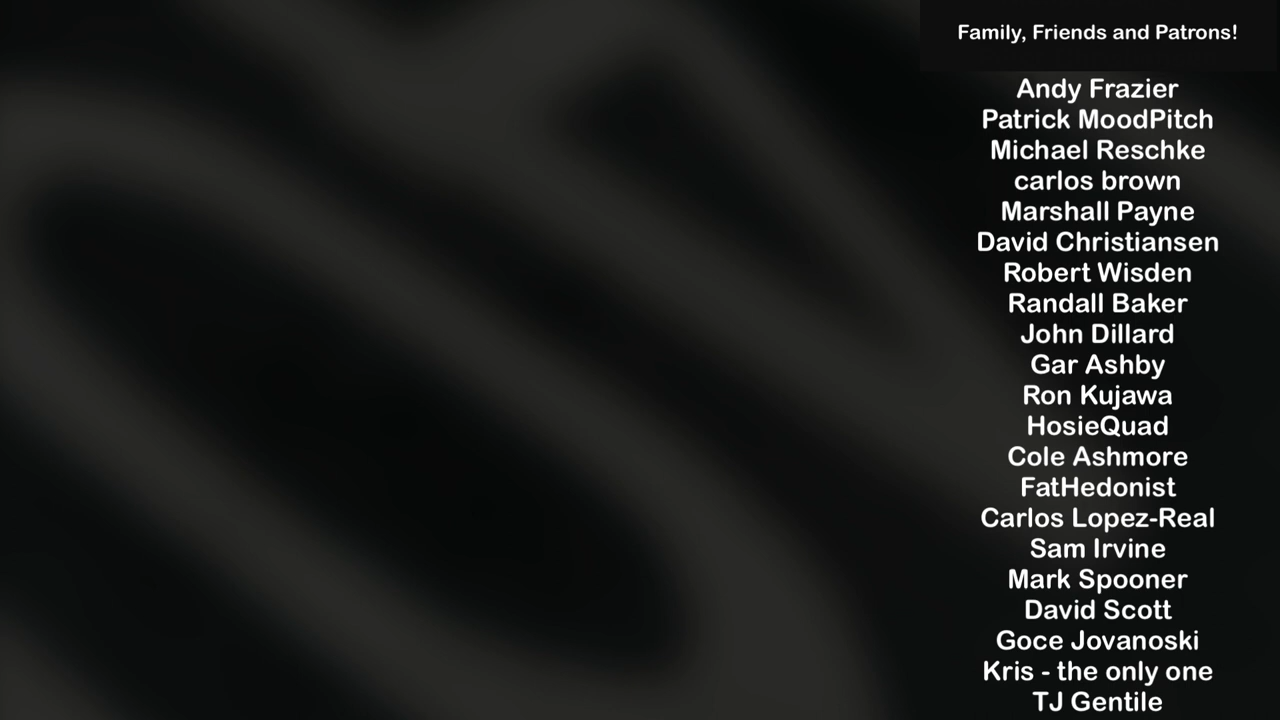 Family, Friends and Patrons!
Andy Frazier
Patrick MoodPitch
Michael Reschke
carlos brown
Marshall Payne
David Christiansen
Robert Wisden
Randall Baker
John Dillard
Gar Ashby
Ron Kujawa
HosieQuad
Cole Ashmore
FatHedonist
Carlos Lopez-Real
Sam Irvine
Mark Spooner
David Scott
Goce Jovanoski
Kris - the only one
TJ Gentile